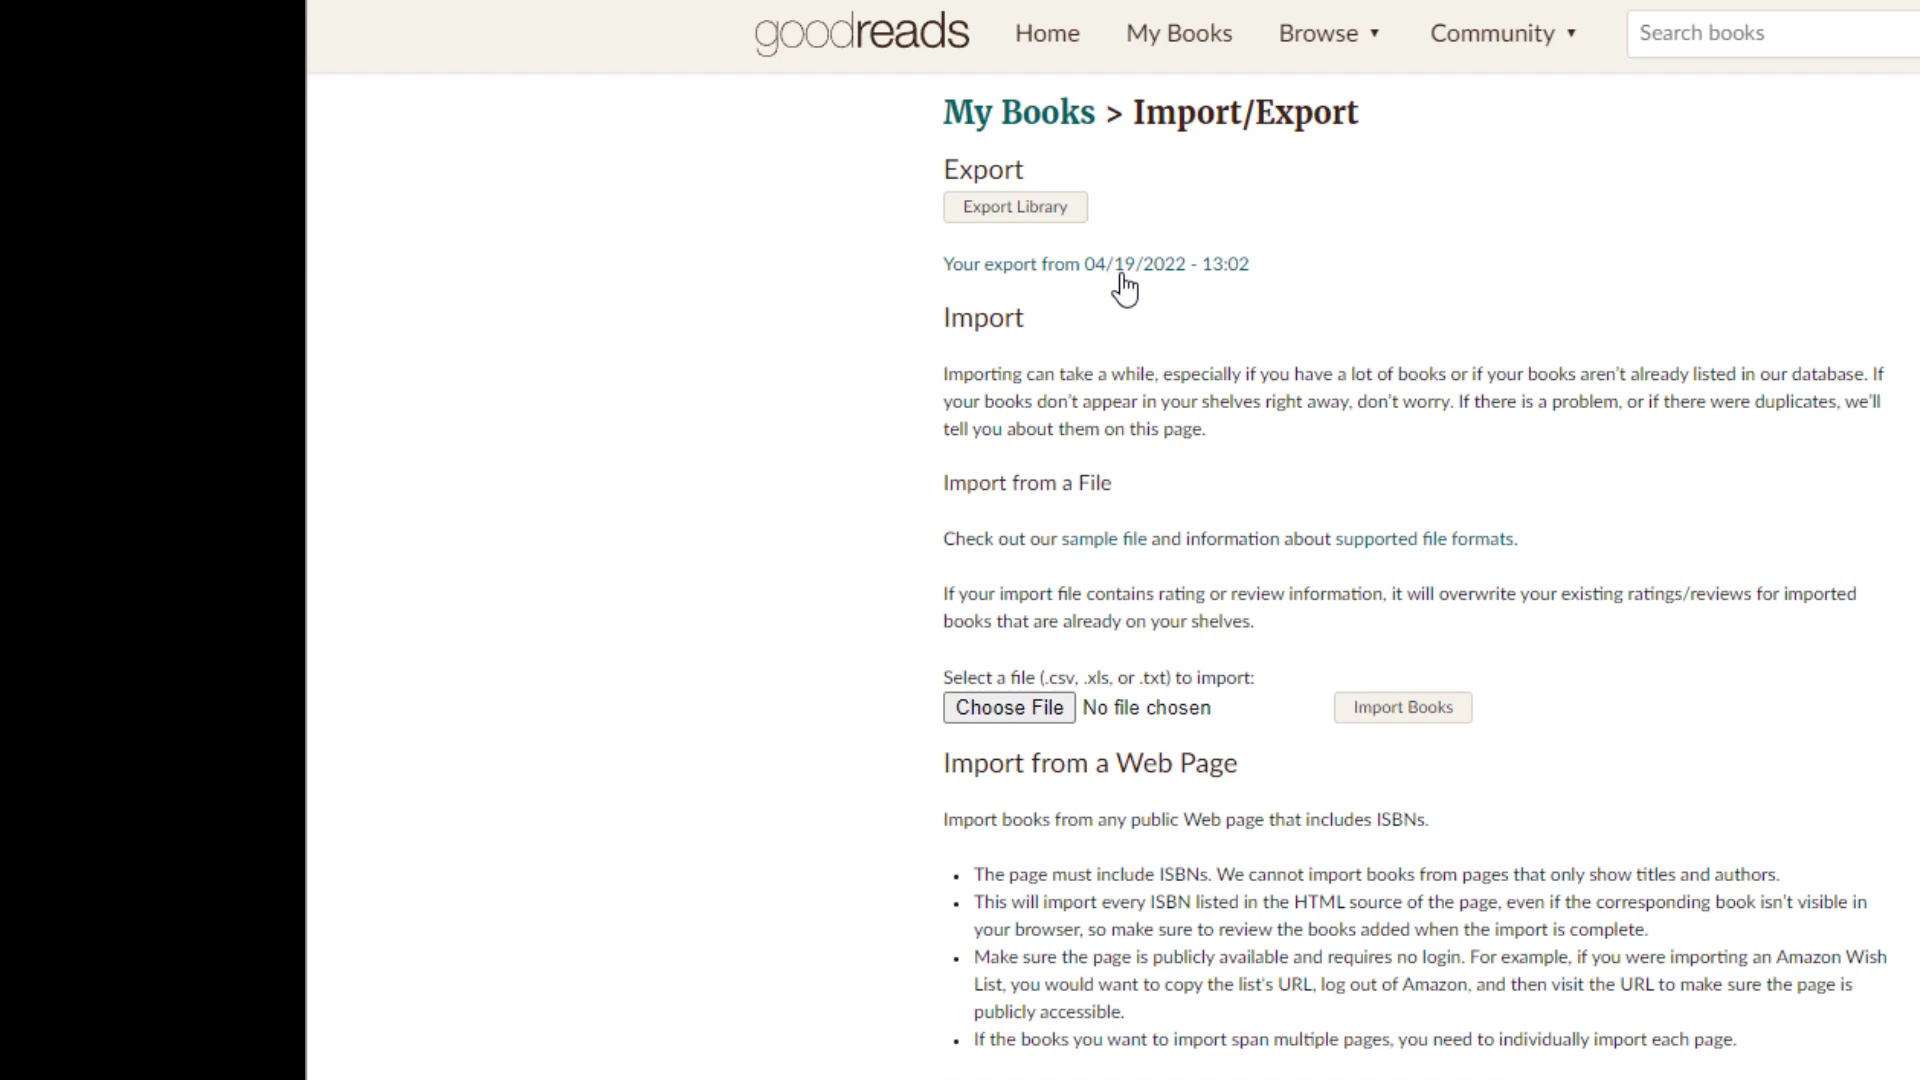 goodreads Home My Books Browse ▼ Community ▼ Search books
My Books > Import/Export
Export
Export Library
Your export from 04/19/2022 - 13:02
Import
Importing can take a while, especially if you have a lot of books or if your books aren't already listed in our database. If
your books don't appear in your shelves right away, don't worry. If there is a problem, or if there were duplicates, we'll
tell you about them on this page.
Import from a File
Check out our sample file and information about supported file formats.
If your import file contains rating or review information, it will overwrite your existing ratings/reviews for imported
books that are already on your shelves.
Select a file (.csv, .xls, or .txt) to import:
Choose File No file chosen Import Books
Import from a Web Page
Import books from any public Web page that includes ISBNs.
• The page must include ISBNs. We cannot import books from pages that only show titles and authors.
• This will import every ISBN listed in the HTML source of the page, even if the corresponding book isn't visible in
your browser, so make sure to review the books added when the import is complete.
• Make sure the page is publicly available and requires no login. For example, if you were importing an Amazon Wish
List, you would want to copy the list's URL, log out of Amazon, and then visit the URL to make sure the page is
publicly accessible.
• If the books you want to import span multiple pages, you need to individually import each page.